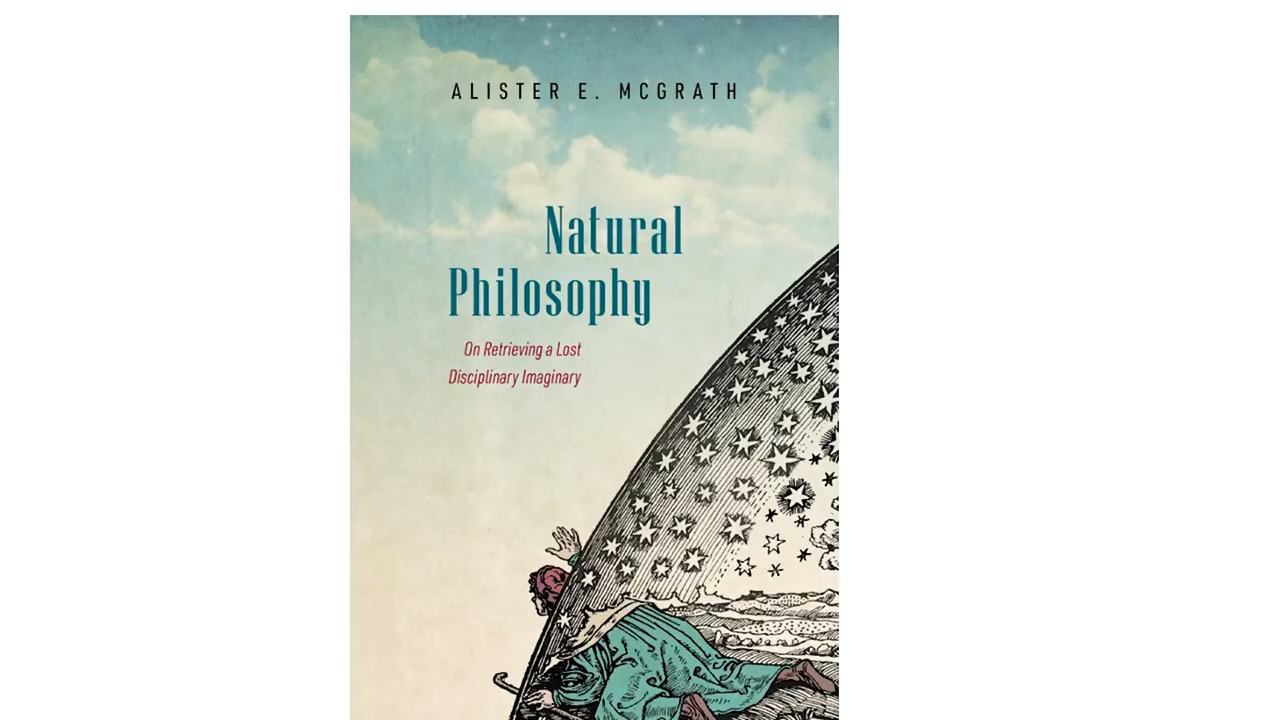 ALISTER E. MCGRATH
Natural
Philosophy
On Retrieving a Lost
Disciplinary Imaginary